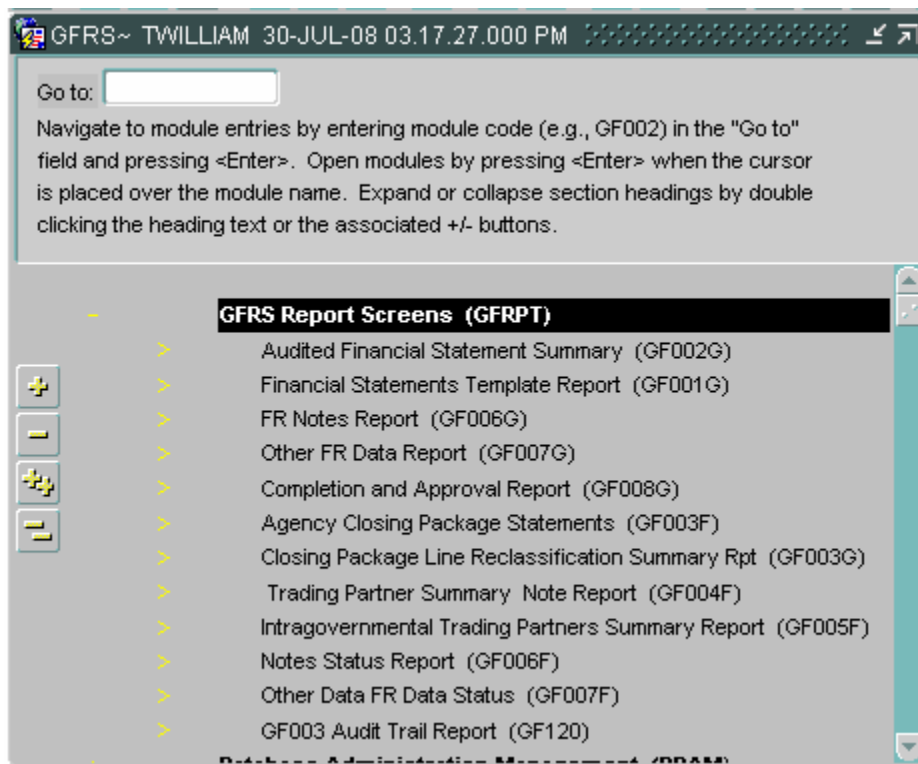 GFRS~ TWILLIAM 30-JUL-08 03.17.27.000 PM
Go to:
Navigate to module entries by entering module code (e.g., GF002) in the "Go to"
field and pressing <Enter>. Open modules by pressing <Enter> when the cursor
is placed over the module name. Expand or collapse section headings by double
clicking the heading text or the associated +/- buttons.
- GFRS Report Screens (GFRPT)
> Audited Financial Statement Summary (GF002G)
> Financial Statements Template Report (GF001G)
> FR Notes Report (GF006G)
> Other FR Data Report (GF007G)
> Completion and Approval Report (GF008G)
> Agency Closing Package Statements (GF003F)
> Closing Package Line Reclassification Summary Rpt (GF003G)
> Trading Partner Summary Note Report (GF004F)
> Intragovernmental Trading Partners Summary Report (GF005F)
> Notes Status Report (GF006F)
> Other Data FR Data Status (GF007F)
> GF003 Audit Trail Report (GF120)
Database Administration Management